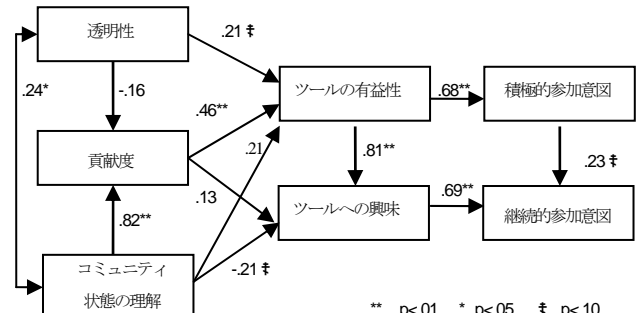 透明性
.21 ‡
.24*
-.16
ツールの有益性
.68**
積極的参加意図
.46**
.21
貢献度
.81**
.23 ‡
.13
ツールへの興味
.69**
継続的参加意図
.82**
-.21 ‡
コミュニティ
状態の理解
** p<.01 * p<.05 ‡ p<.10